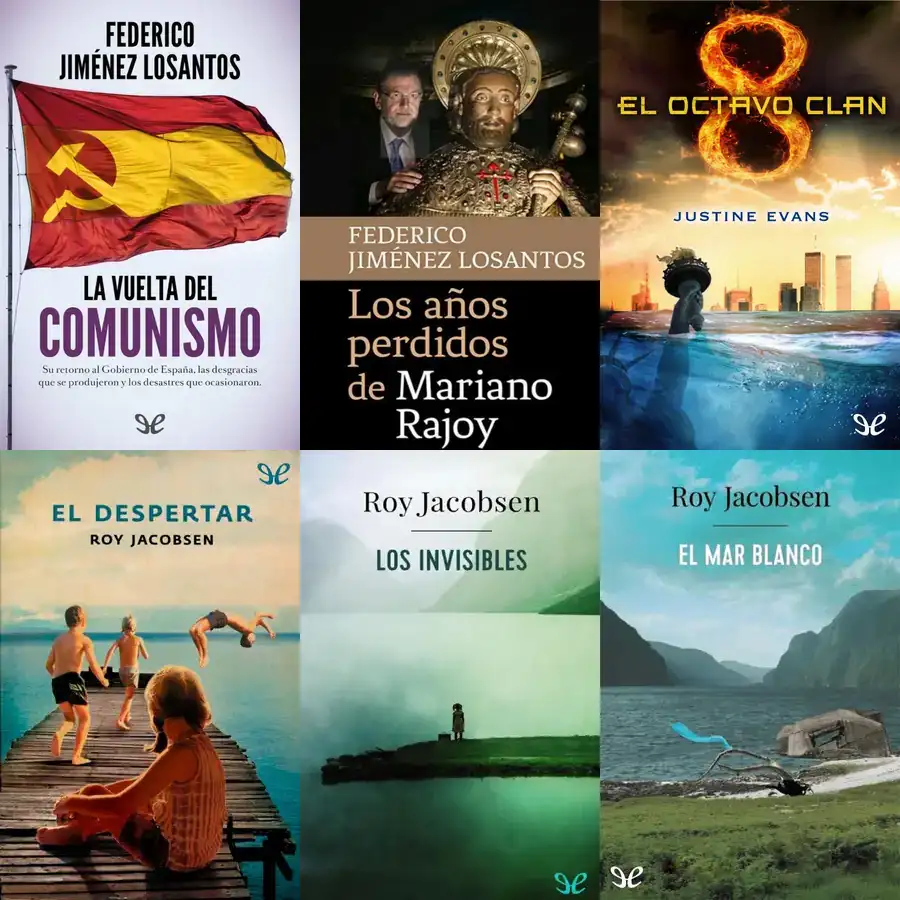 FEDERICO
JIMÉNEZ LOSANTOS
LA VUELTA DEL
COMUNISMO
Su retorno al Gobierno de España, las desgracias
que se produjeron y los desastres que ocasionaron.
FEDERICO
JIMÉNEZ LOSANTOS
Los años
perdidos
de Mariano
Rajoy
8
EL OCTAVO CLAN
JUSTINE EVANS
EL DESPERTAR
ROY JACOBSEN
Roy Jacobsen
LOS INVISIBLES
Roy Jacobsen
EL MAR BLANCO